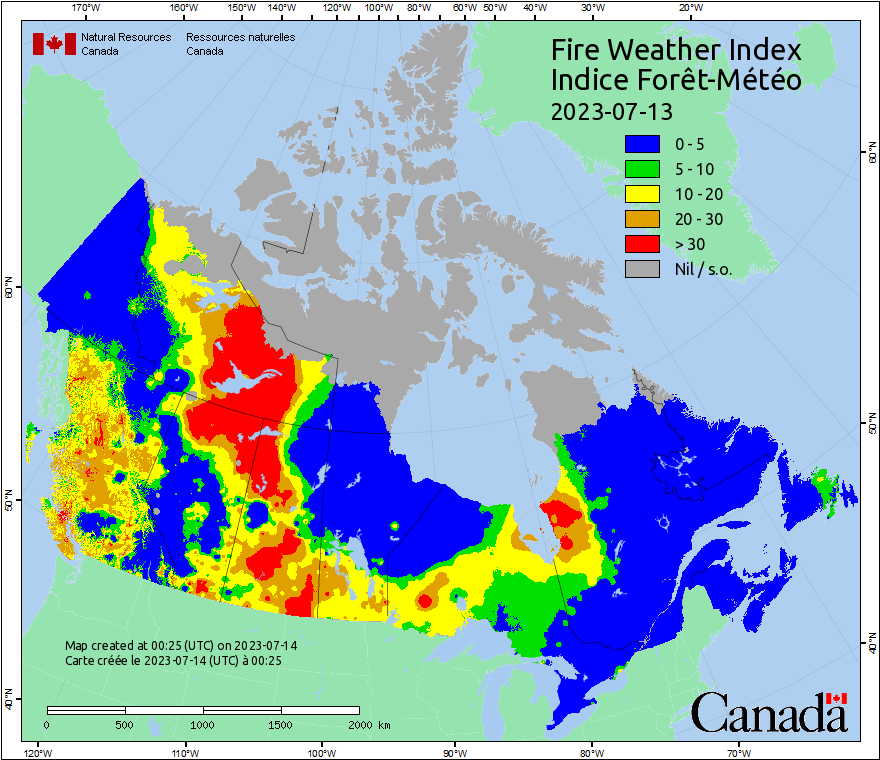 170°W 160°W 150°W 140°W 120°W 100°W 80°W 60°W 50°W 40°W 30°W 20°W
Natural Resources Canada
Ressources naturelles Canada
Fire Weather Index
Indice Forêt-Météo
2023-07-13
0 - 5
5 - 10
10 - 20
20 - 30
> 30
Nil / s.o.
60°N
50°N
40°N
60°N
50°N
40°N
Map created at 00:25 (UTC) on 2023-07-14
Carte créée le 2023-07-14 (UTC) à 00:25
0 500 1000 1500 2000 km
Canada
120°W 110°W 100°W 90°W 80°W 70°W